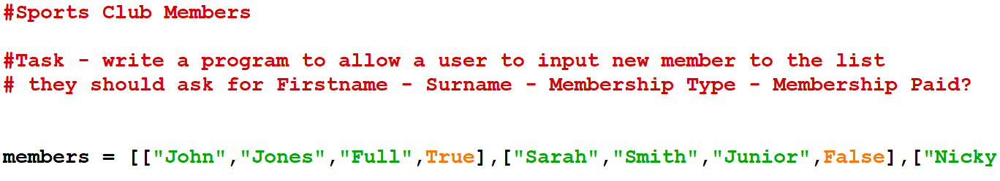 #Sports Club Members
#Task - write a program to allow a user to input new member to the list
# they should ask for Firstname - Surname - Membership Type - Membership Paid?
members = [["John","Jones","Full",True],["Sarah","Smith","Junior",False],["Nicky